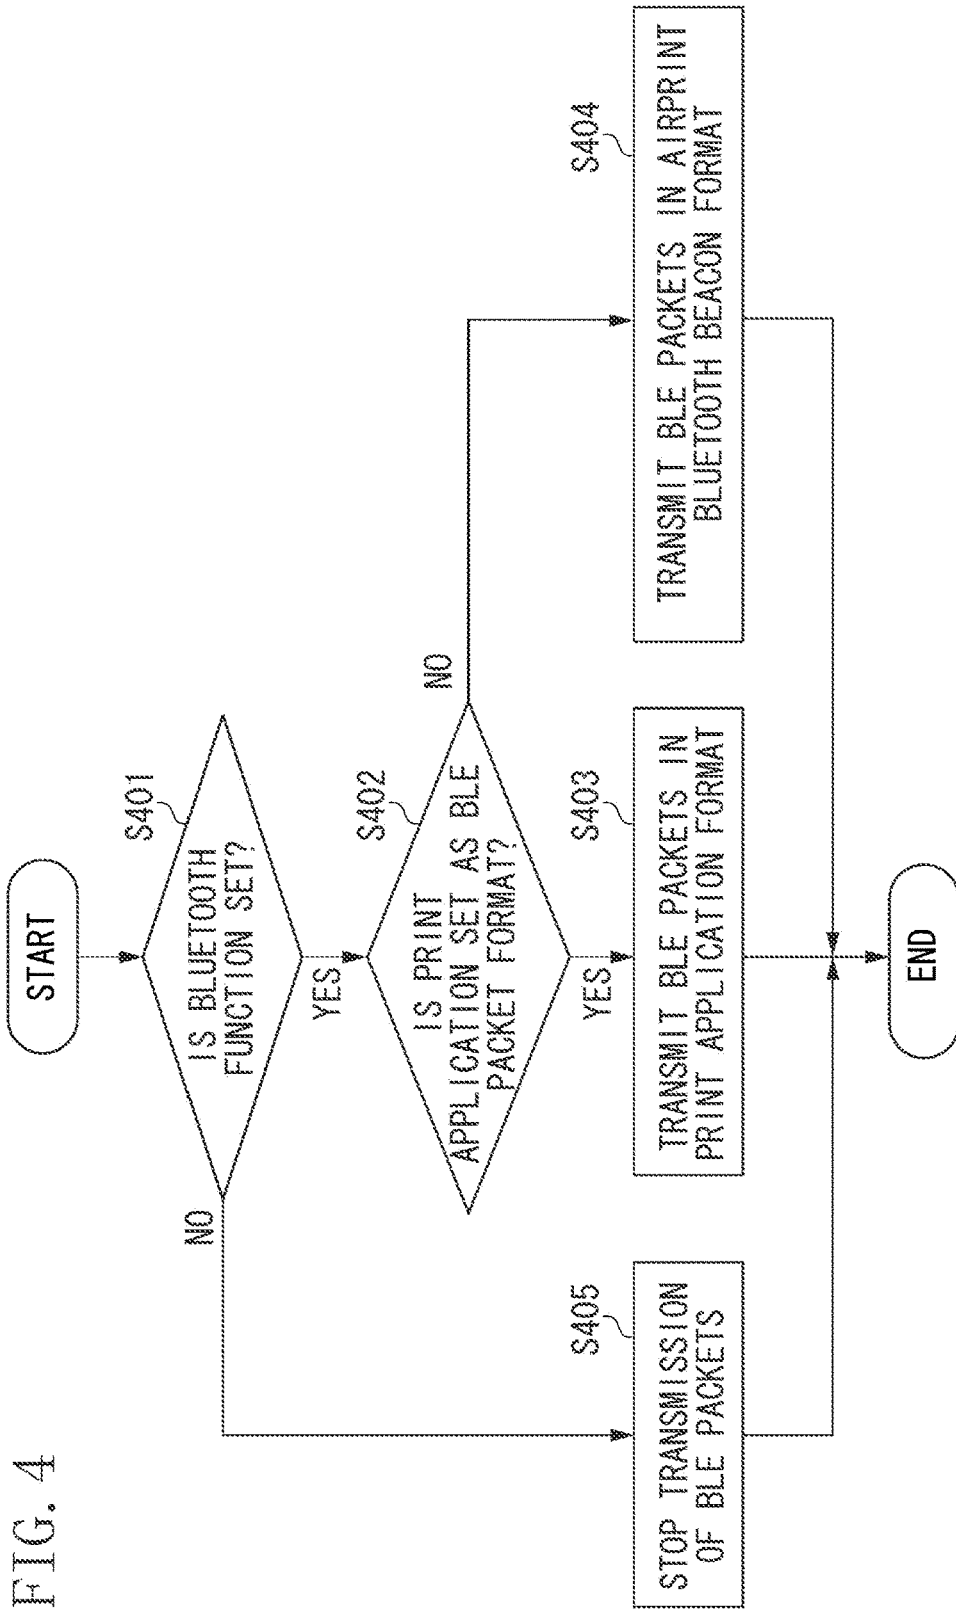 FIG. 4
START
S401
IS BLUETOOTH
FUNCTION SET?
NO
YES
S402
IS PRINT
APPLICATION SET AS BLE
PACKET FORMAT?
NO
YES
S405
STOP TRANSMISSION
OF BLE PACKETS
S403
TRANSMIT BLE PACKETS IN
PRINT APPLICATION FORMAT
S404
TRANSMIT BLE PACKETS IN AIRPRINT
BLUETOOTH BEACON FORMAT
END